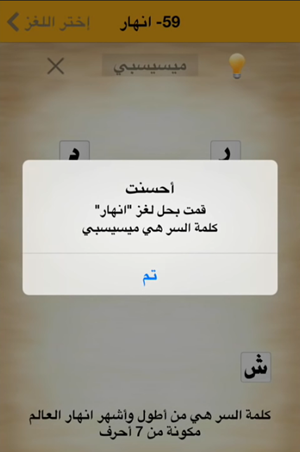 59- انهار
إختر اللغز
ميسيسبي
ر
د
أحسنت
قمت بحل لغز "انهار"
كلمة السر هي ميسيسبي
تم
ش
كلمة السر هي من أطول وأشهر انهار العالم
مكونة من 7 أحرف